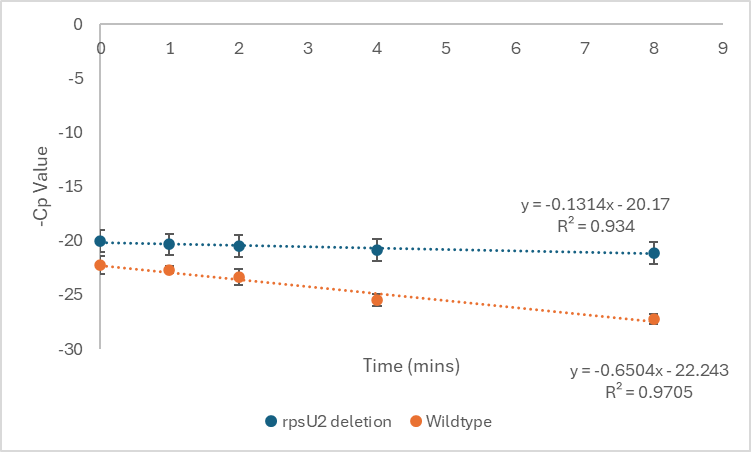 0
0 1 2 3 4 5 6 7 8 9
-5
-10
-15
-20
-25
-30
-Cp Value
y = -0.1314x - 20.17
R² = 0.934
Time (mins)
y = -0.6504x - 22.243
R² = 0.9705
rpsU2 deletion Wildtype